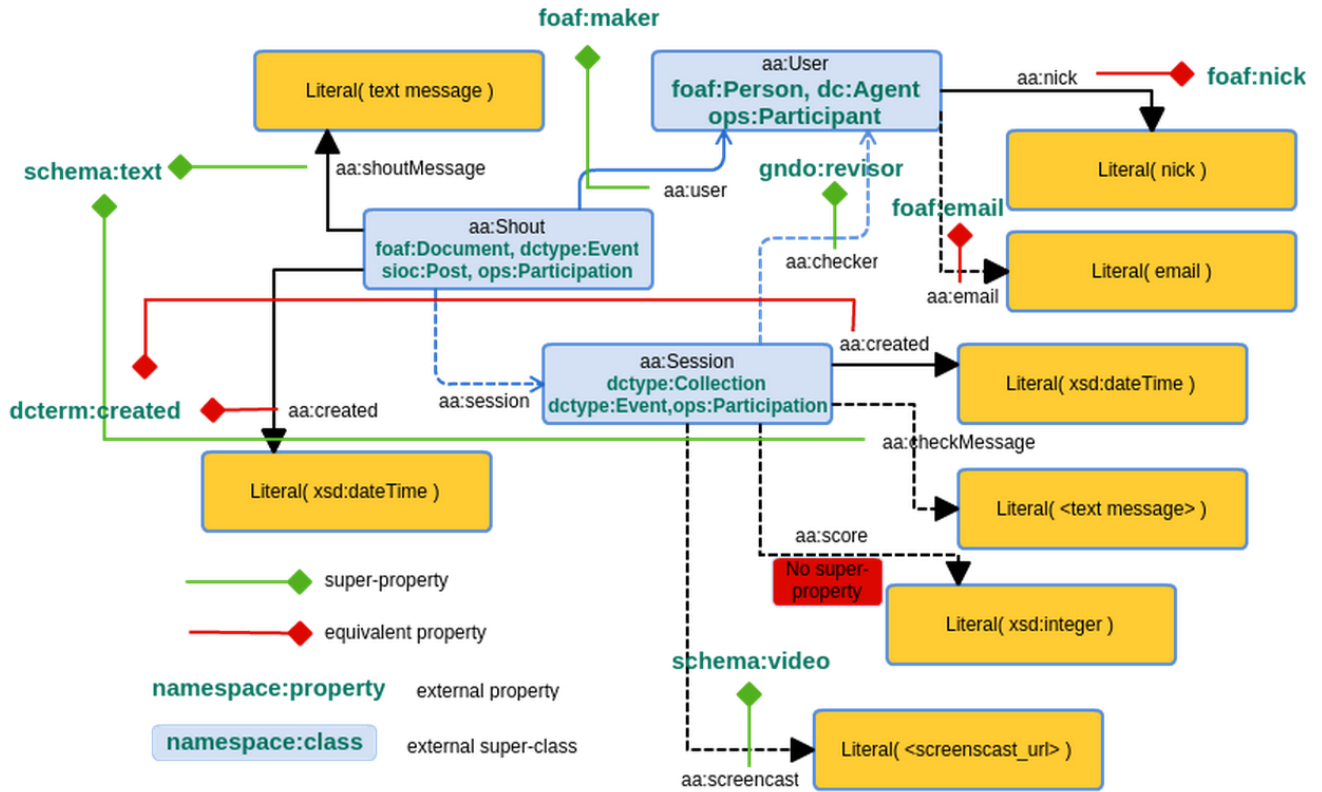 foaf:maker
aa:User
foaf:Person, dc:Agent
ops:Participant
aa:nick
foaf:nick
Literal( text message )
schema:text
aa:shoutMessage
aa:user
gndo:revisor
Literal( nick )
foaf:email
aa:Shout
foaf:Document, dctype:Event
sioc:Post, ops:Participation
aa:checker
aa:email
Literal( email )
aa:created
aa:Session
dctype:Collection
dctype:Event,ops:Participation
Literal( xsd:dateTime )
aa:session
dcterm:created
aa:created
aa:checkMessage
Literal( xsd:dateTime )
Literal( <text message> )
aa:score
No super-
property
super-property
Literal( xsd:integer )
equivalent property
schema:video
namespace:property
external property
namespace:class
external super-class
Literal( <screenscast_url> )
aa:screencast